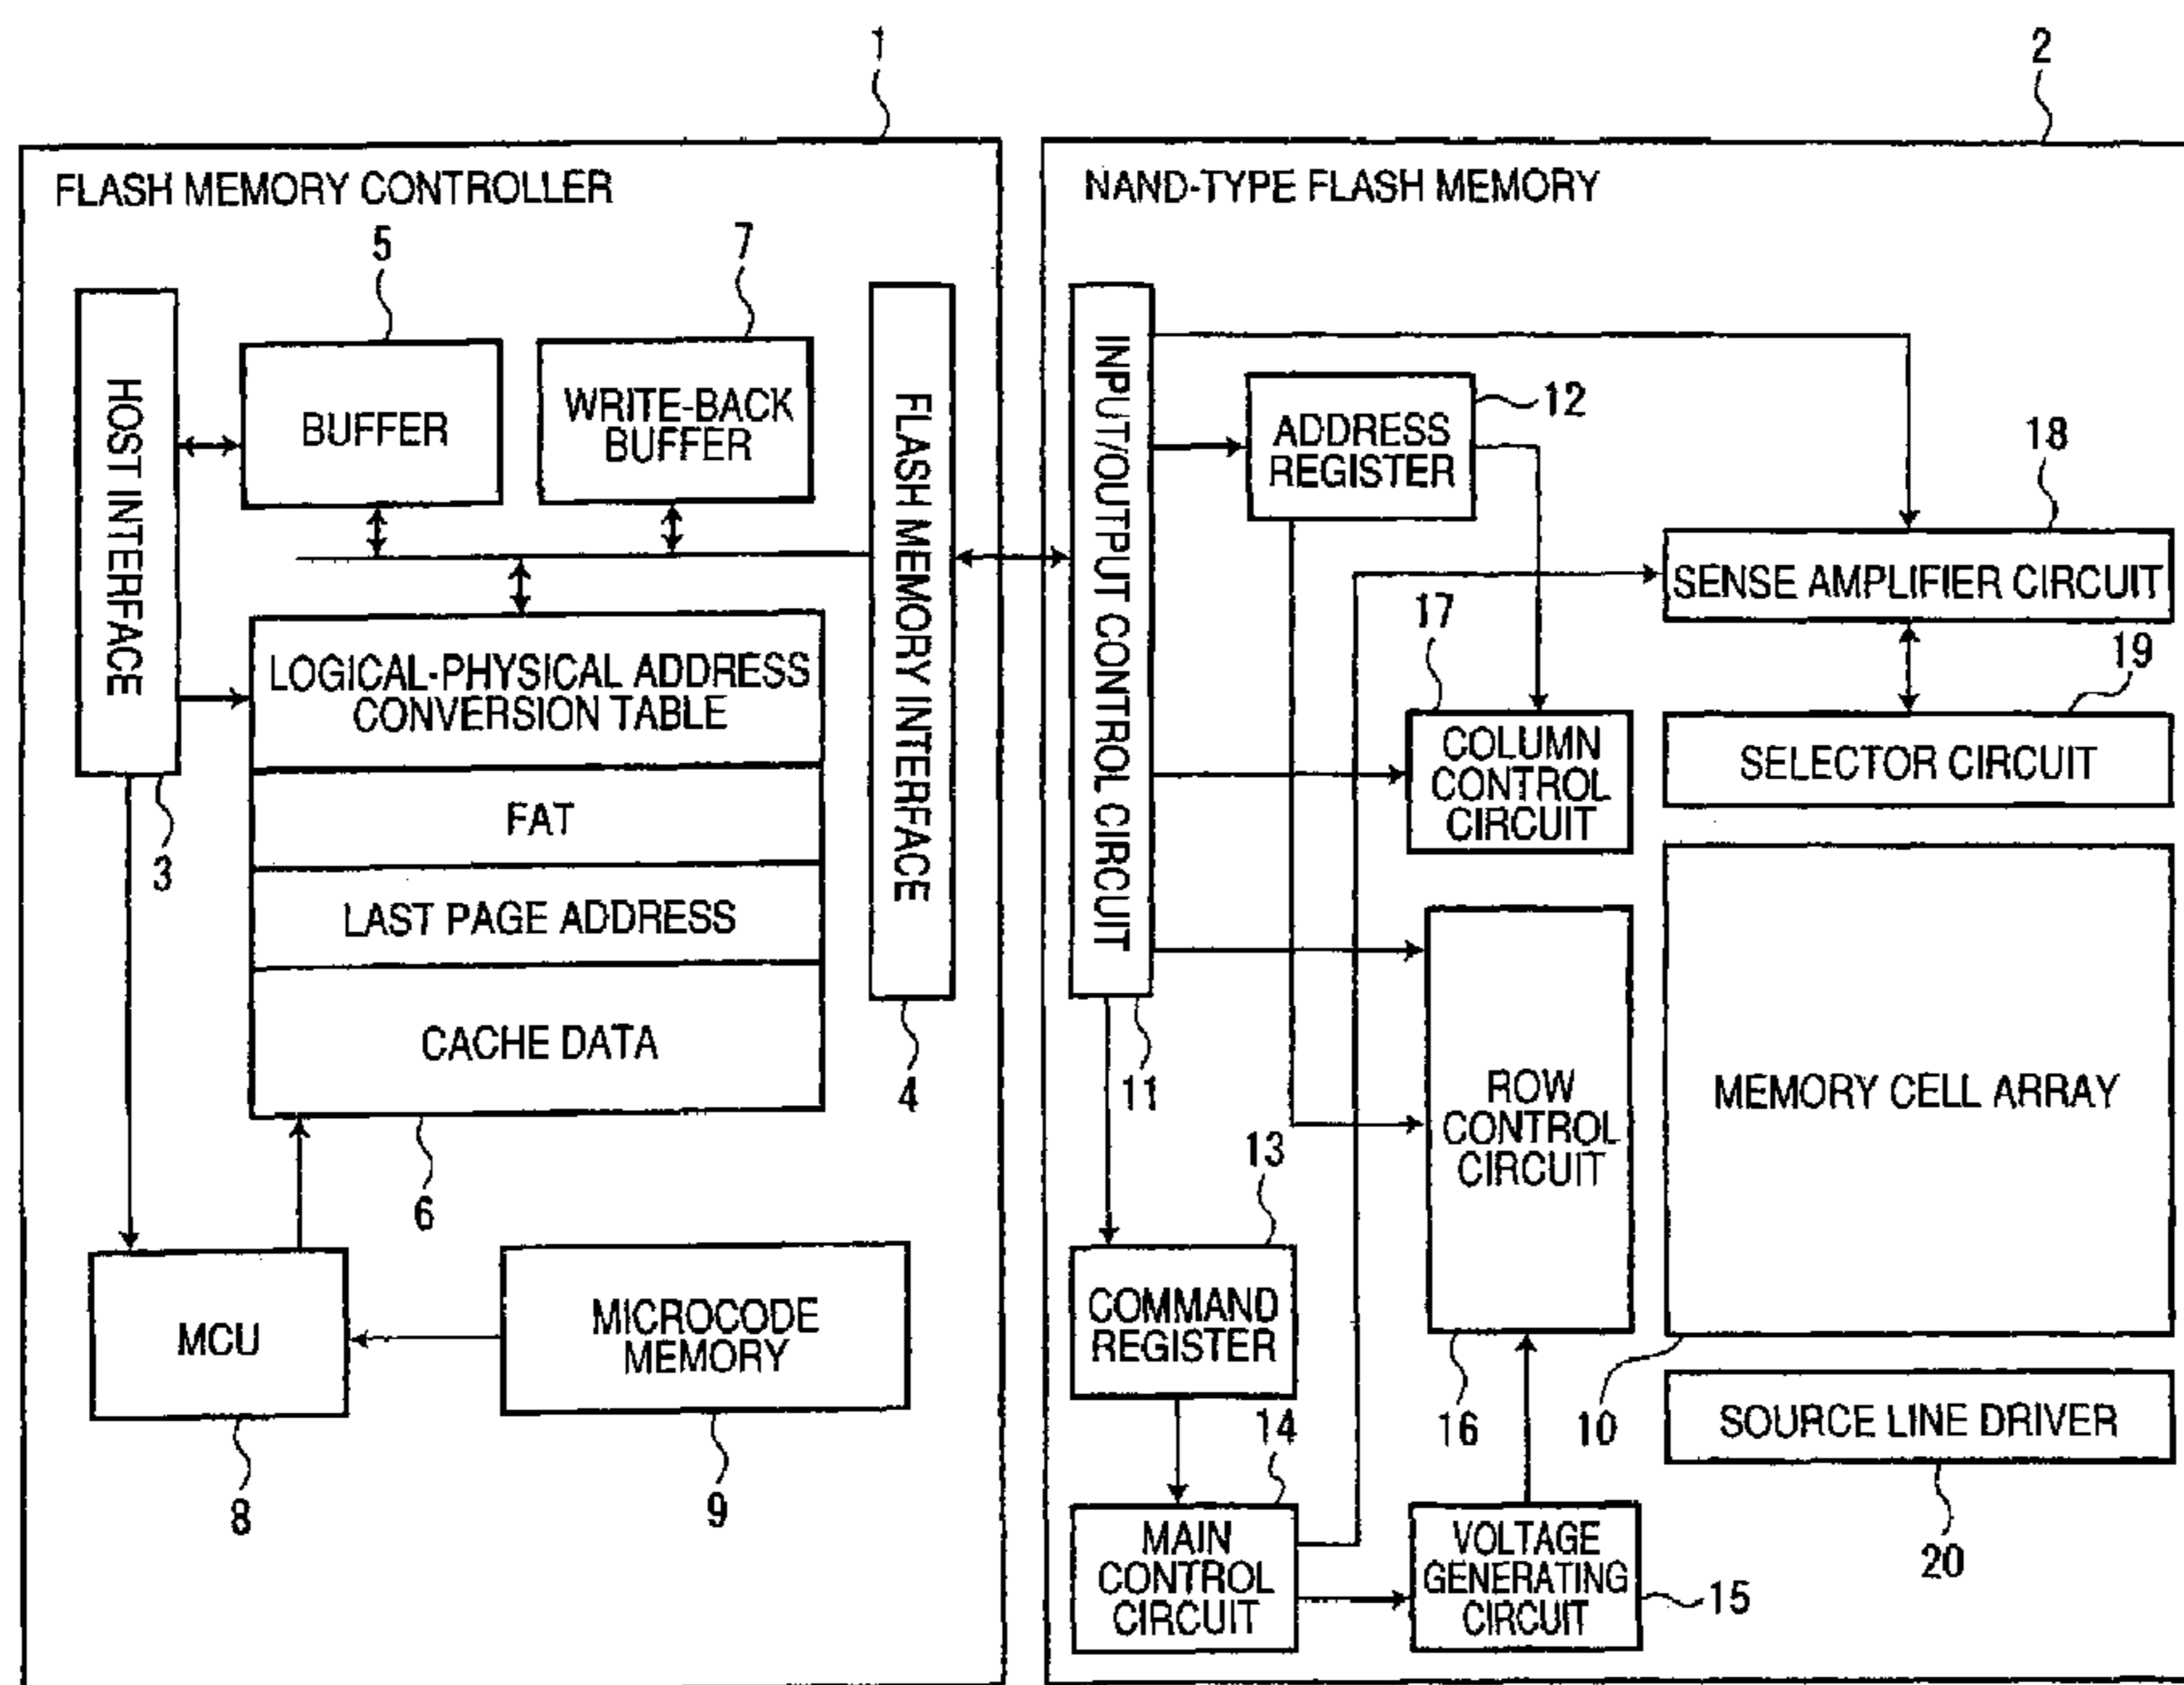 1
2
FLASH MEMORY CONTROLLER
5
7
HOST INTERFACE
BUFFER
WRITE-BACK
BUFFER
FLASH MEMORY INTERFACE
LOGICAL-PHYSICAL ADDRESS
CONVERSION TABLE
FAT
LAST PAGE ADDRESS
CACHE DATA
3
4
6
MCU
MICROCODE
MEMORY
8
9
NAND-TYPE FLASH MEMORY
INPUT/OUTPUT CONTROL CIRCUIT
ADDRESS
REGISTER
12
18
SENSE AMPLIFIER CIRCUIT
17
19
COLUMN
CONTROL
CIRCUIT
SELECTOR CIRCUIT
11
ROW
CONTROL
CIRCUIT
MEMORY CELL ARRAY
13
COMMAND
REGISTER
16
10
14
SOURCE LINE DRIVER
20
MAIN
CONTROL
CIRCUIT
VOLTAGE
GENERATING
CIRCUIT
15